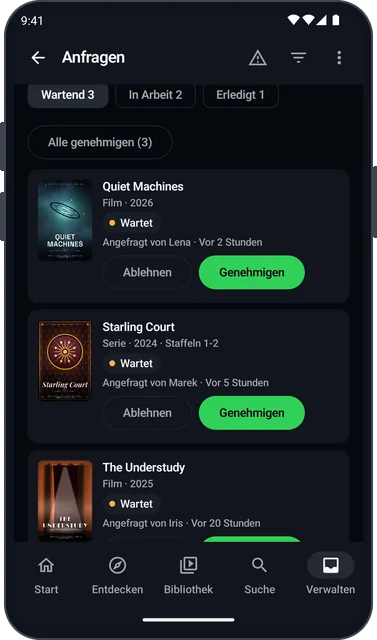 9:41
Anfragen
Wartend 3
In Arbeit 2
Erledigt 1
Alle genehmigen (3)
QUIET
MACHINES
Quiet Machines
Film · 2026
Wartet
Angefragt von Lena · Vor 2 Stunden
Ablehnen
Genehmigen
Starling Court
Starling Court
Serie · 2024 · Staffeln 1-2
Wartet
Angefragt von Marek · Vor 5 Stunden
Ablehnen
Genehmigen
THE
UNDERSTUDY
The Understudy
Film · 2025
Wartet
Angefragt von Iris · Vor 20 Stunden
Start
Entdecken
Bibliothek
Suche
Verwalten